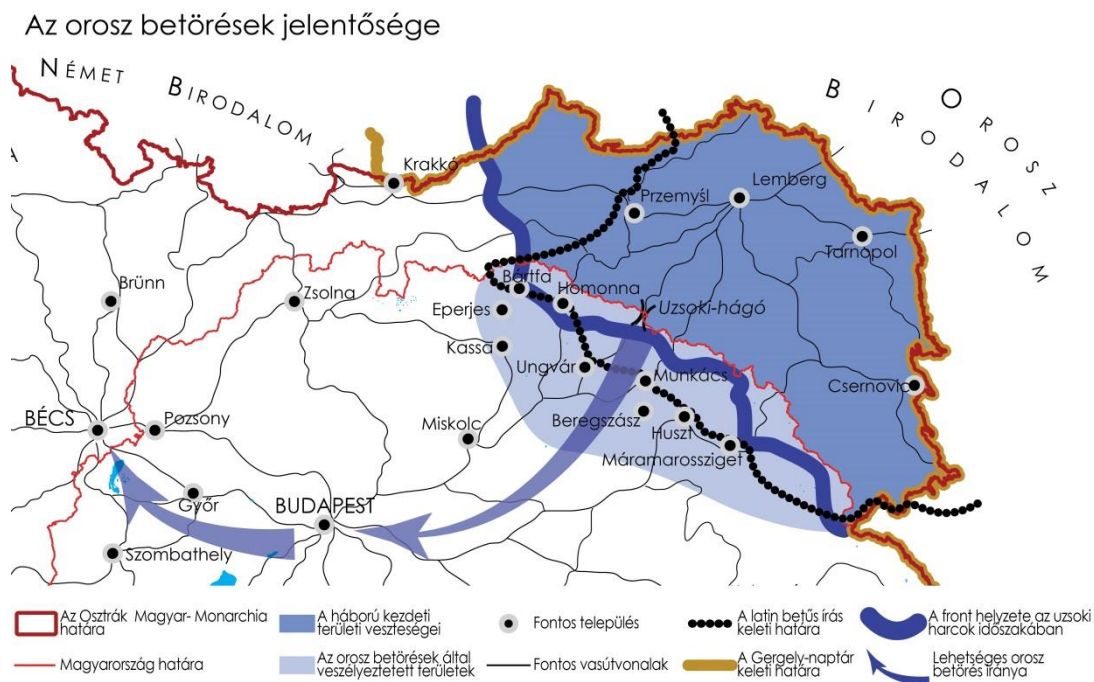 Az orosz betörések jelentősége
NÉMET BIRODALOM
OROSZ BIRODALOM
A
Krakkó
Przemyśl
Lemberg
Tarnopol
Brünn
Zsolna
Bártfa
Homonna
Eperjes
Uzsoki-hágó
Kassa
Ungvár
Munkács
Csernovic
BÉCS
Pozsony
Miskolc
Beregszász
Huszt
Máramarossziget
Győr
BUDAPEST
Szombathely
Az Osztrák Magyar- Monarchia
határa
A háború kezdeti
területi veszteségei
Fontos település
A latin betűs írás
keleti határa
A front helyzete az uzsoki
harcok időszakában
Magyarország határa
Az orosz betörések által
veszélyeztetett területek
Fontos vasútvonalak
A Gergely-naptár
keleti határa
Lehetséges orosz
betörés iránya